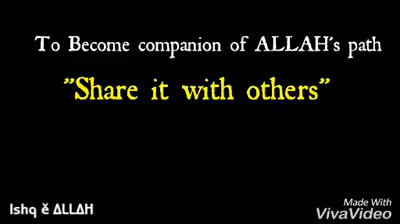 To Become companion of ALLAH's path
"Share it with others"
Ishq ĕ ALLAH
Made With
VivaVideo